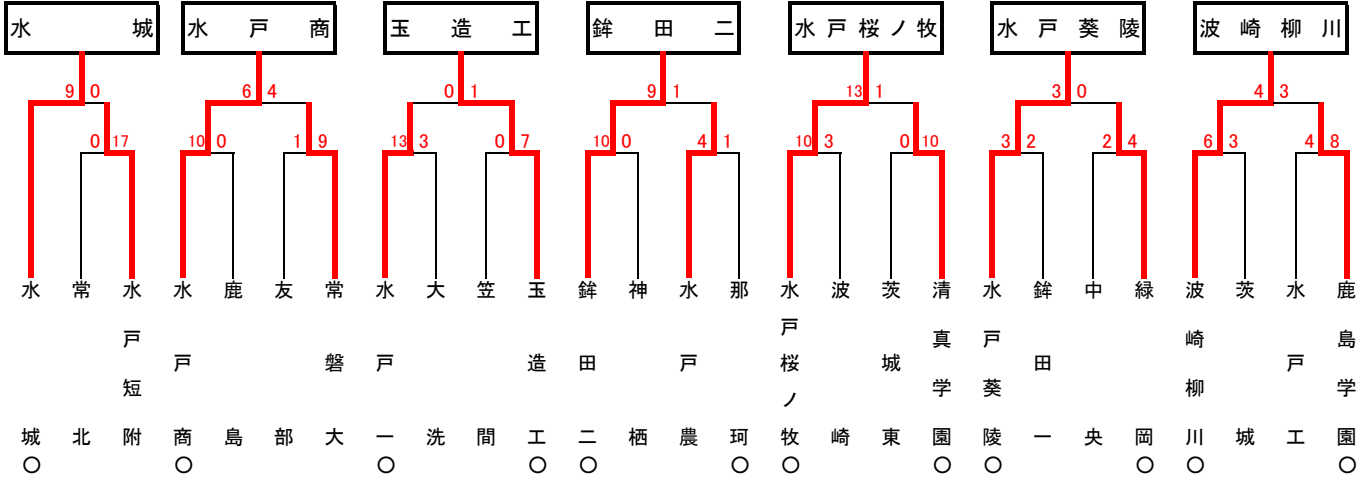 水城 水戸商 玉造工 鉾田二 水戸桜ノ牧 水戸葵陵 波崎柳川
9 0 6 4 0 1 9 1 13 1 3 0 4 3
0 17 10 0 1 9 13 3 0 7 10 0 4 1 10 3 0 10 3 2 2 4 6 3 4 8
水城 常北 水戸短附 水戸商 鹿島 友部 常磐大 水戸一 大洗 笠間 玉造工 鉾田二 神栖 水戸農 那珂 水戸桜ノ牧 波崎 茨城東 清真学園 水戸葵陵 鉾田一 中央 緑岡 波崎柳川 茨城 水戸工 鹿島学園
○ ○ ○ ○ ○ ○ ○ ○ ○ ○ ○ ○